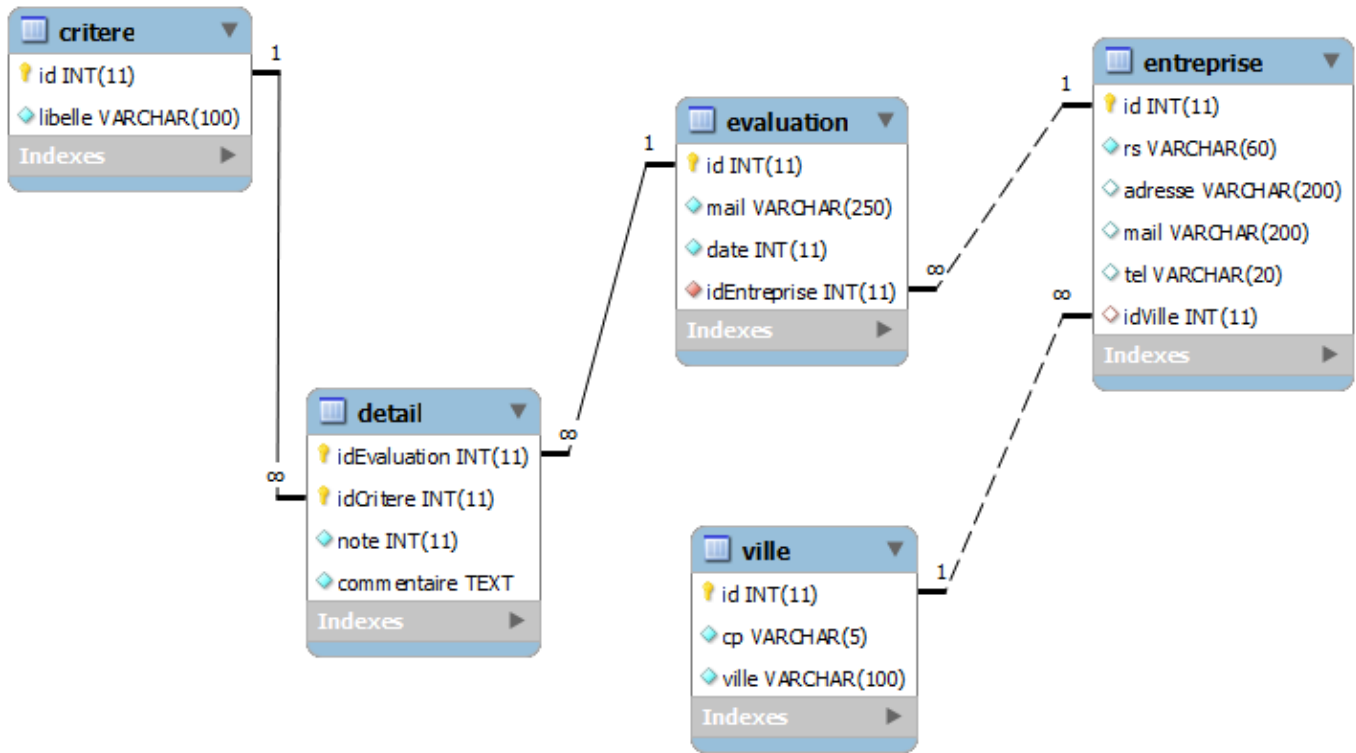 critere
id INT(11)
libelle VARCHAR(100)
Indexes
1
∞
detail
idEvaluation INT(11)
idCritere INT(11)
note INT(11)
commentaire TEXT
Indexes
∞
1
evaluation
id INT(11)
mail VARCHAR(250)
date INT(11)
idEntreprise INT(11)
Indexes
∞
1
entreprise
id INT(11)
rs VARCHAR(60)
adresse VARCHAR(200)
mail VARCHAR(200)
tel VARCHAR(20)
idVille INT(11)
Indexes
∞
1
ville
id INT(11)
cp VARCHAR(5)
ville VARCHAR(100)
Indexes